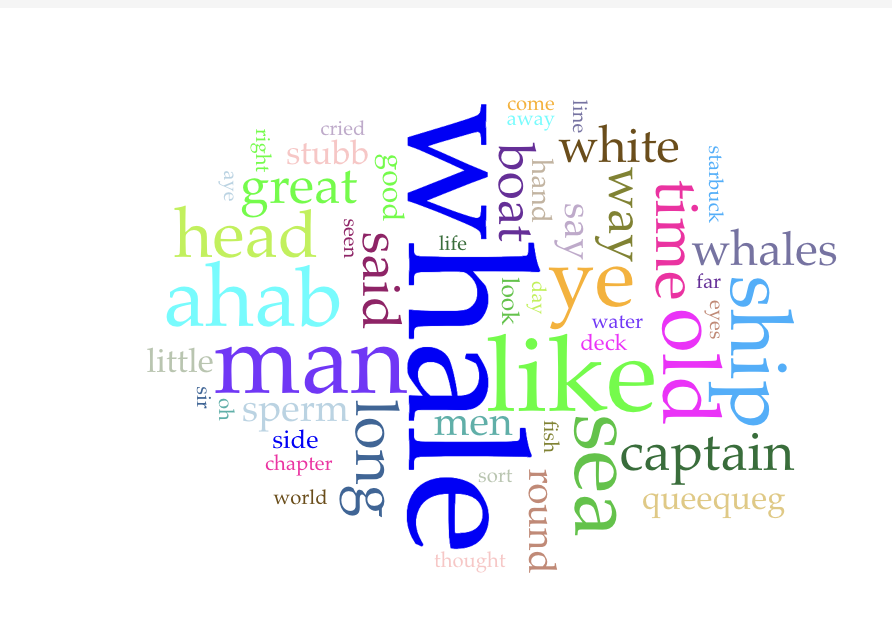 come
away
line
cried
right
stubb
white
boat
hand
good
starbuck
aye
great
way
time
head
seen
said
life
say
whales
ahab
whale
look
day
ye
far
ship
eyes
water
deck
old
little
man
like
sir
oh
sperm
long
men
fish
side
sea
captain
chapter
world
sort
round
queequeg
thought